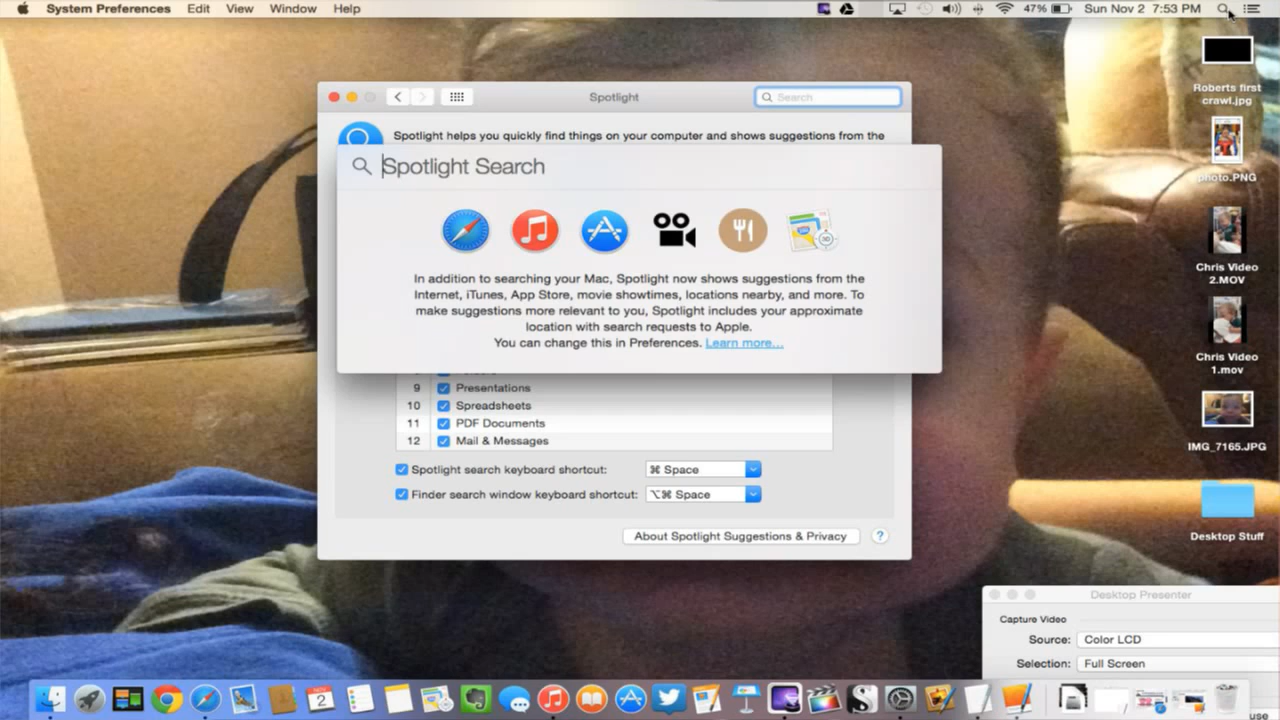 System Preferences Edit View Window Help
47% Sun Nov 2 7:53 PM
Spotlight
Search
Spotlight helps you quickly find things on your computer and shows suggestions from the
Spotlight Search
In addition to searching your Mac, Spotlight now shows suggestions from the
Internet, iTunes, App Store, movie showtimes, locations nearby, and more. To
make suggestions more relevant to you, Spotlight includes your approximate
location with search requests to Apple.
You can change this in Preferences. Learn more...
9 Presentations
10 Spreadsheets
11 PDF Documents
12 Mail & Messages
Spotlight search keyboard shortcut: ⌘ Space
Finder search window keyboard shortcut: ⌥⌘ Space
About Spotlight Suggestions & Privacy ?
Roberts first
crawl.jpg
photo.PNG
Chris Video
2.MOV
Chris Video
1.mov
IMG_7165.JPG
Desktop Stuff
Desktop Presenter
Capture Video
Source: Color LCD
Selection: Full Screen
NOV
2
use